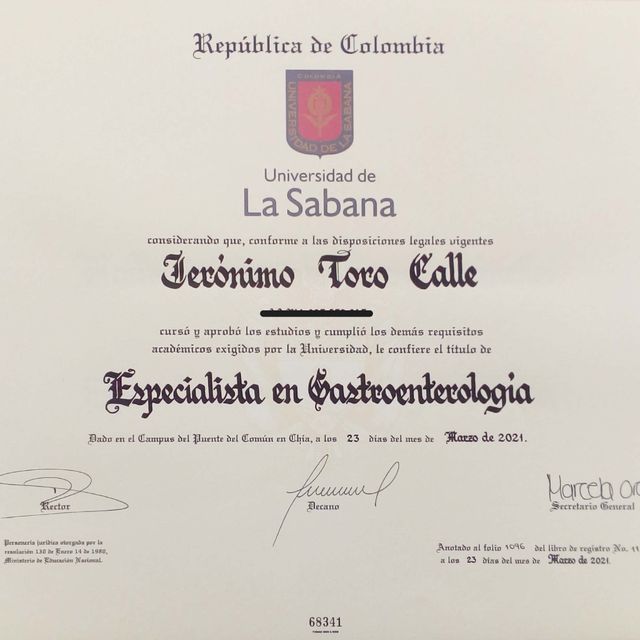 República de Colombia
COLOMBIA
UNIVERSIDAD DE LA SABANA
Universidad de
La Sabana
considerando que, conforme a las disposiciones legales vigentes
Jerónimo Toro Calle
cursó y aprobó los estudios y cumplió los demás requisitos
académicos exigidos por la Universidad, le confiere el título de
Especialista en Gastroenterología
Dado en el Campus del Puente del Común en Chía, a los 23 días del mes de Marzo de 2021.
Marcela
Rector
Decano
Secretario General
Personería jurídica otorgada por la
resolución 130 de Enero 14 de 1980,
Ministerio de Educación Nacional.
Anotado al folio 1096 del libro de registro No. 11
a los 23 días del mes de Marzo de 2021.
68341